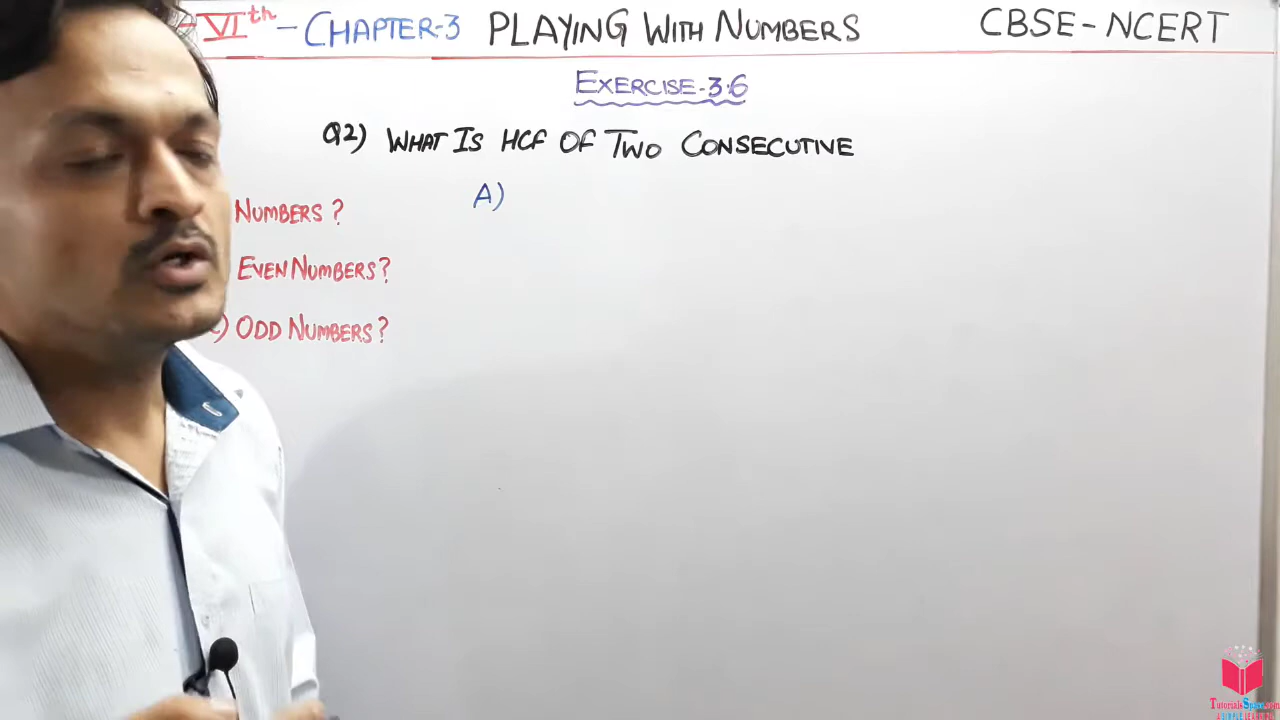 -VIth - CHAPTER-3 PLAYING WITH NUMBERS CBSE-NCERT
EXERCISE-3.6
Q2) WHAT IS HCF OF TWO CONSECUTIVE
A)
NUMBERS ?
EVEN NUMBERS?
) ODD NUMBERS ?